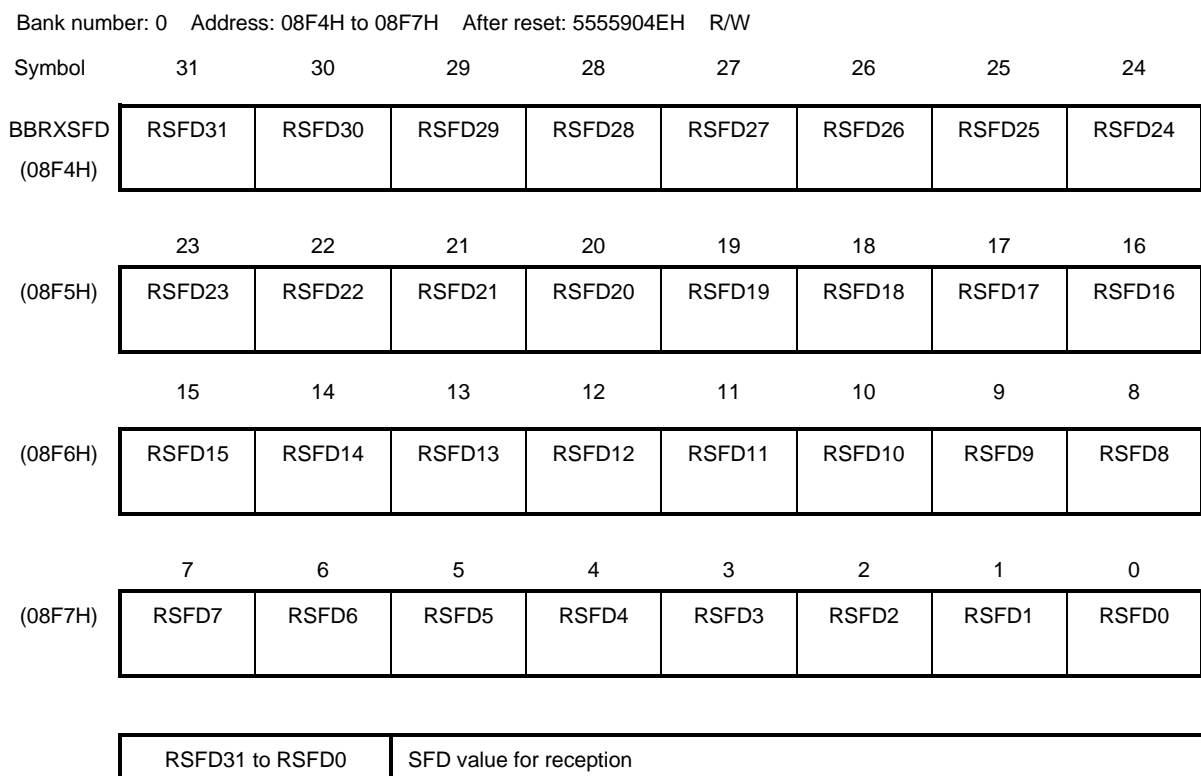 Bank number: 0 Address: 08F4H to 08F7H After reset: 5555904EH R/W
Symbol 31 30 29 28 27 26 25 24
BBRXSFD RSFD31 RSFD30 RSFD29 RSFD28 RSFD27 RSFD26 RSFD25 RSFD24
(08F4H)
23 22 21 20 19 18 17 16
(08F5H) RSFD23 RSFD22 RSFD21 RSFD20 RSFD19 RSFD18 RSFD17 RSFD16
15 14 13 12 11 10 9 8
(08F6H) RSFD15 RSFD14 RSFD13 RSFD12 RSFD11 RSFD10 RSFD9 RSFD8
7 6 5 4 3 2 1 0
(08F7H) RSFD7 RSFD6 RSFD5 RSFD4 RSFD3 RSFD2 RSFD1 RSFD0
RSFD31 to RSFD0 SFD value for reception